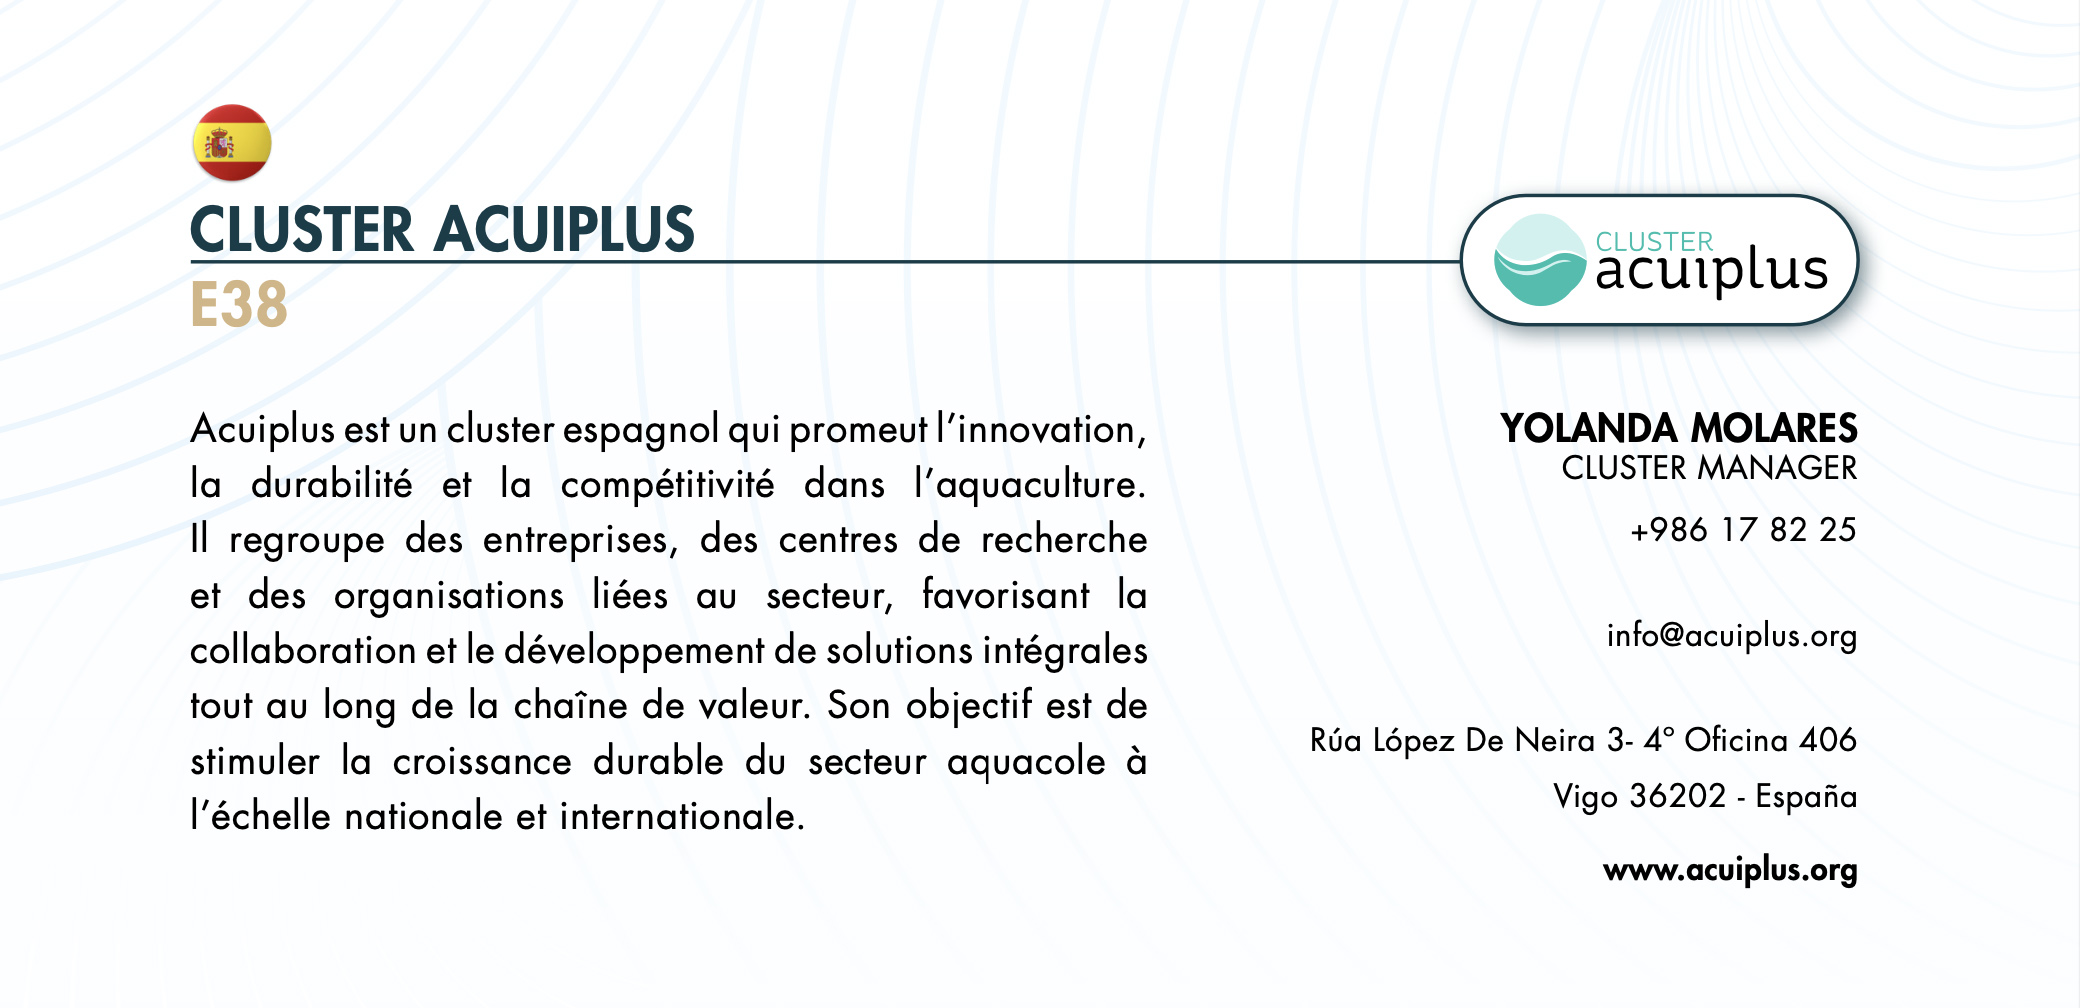 CLUSTER ACUIPLUS
E38
CLUSTER
acuiplus
Acuiplus est un cluster espagnol qui promeut l’innovation,
la durabilité et la compétitivité dans l’aquaculture.
Il regroupe des entreprises, des centres de recherche
et des organisations liées au secteur, favorisant la
collaboration et le développement de solutions intégrales
tout au long de la chaîne de valeur. Son objectif est de
stimuler la croissance durable du secteur aquacole à
l’échelle nationale et internationale.
YOLANDA MOLARES
CLUSTER MANAGER
+986 17 82 25
info@acuiplus.org
Rúa López De Neira 3- 4º Oficina 406
Vigo 36202 - España
www.acuiplus.org